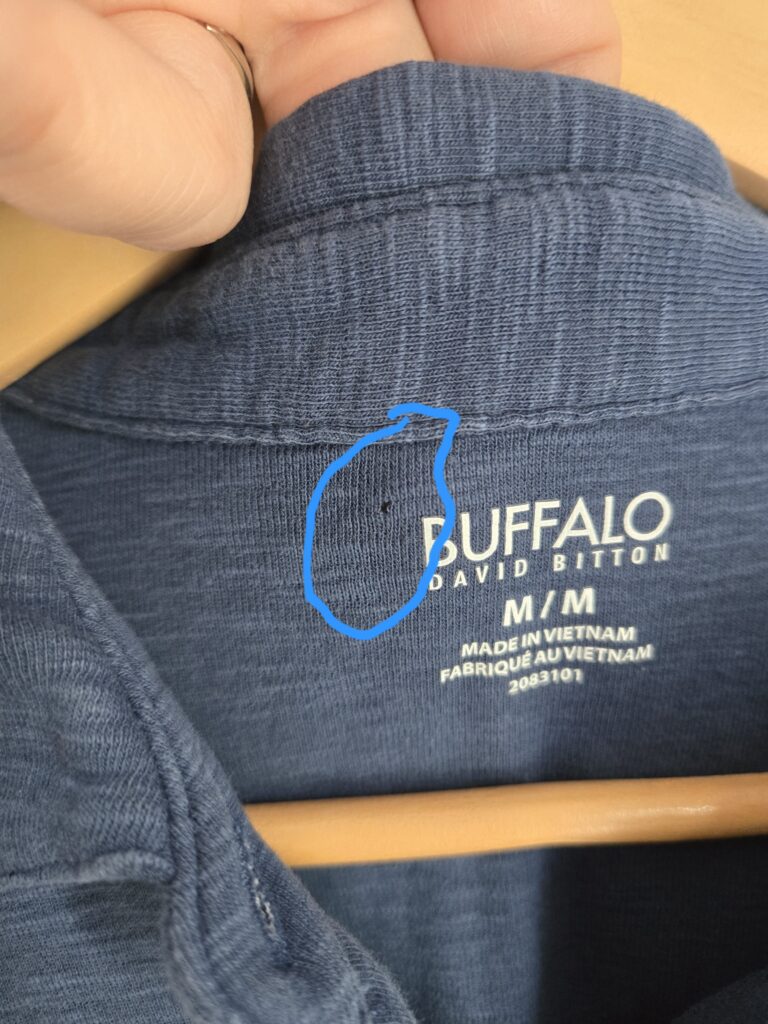 BUFFALO
DAVID BITTON
M/M
MADE IN VIETNAM
FABRIQUÉ AU VIETNAM
2083101